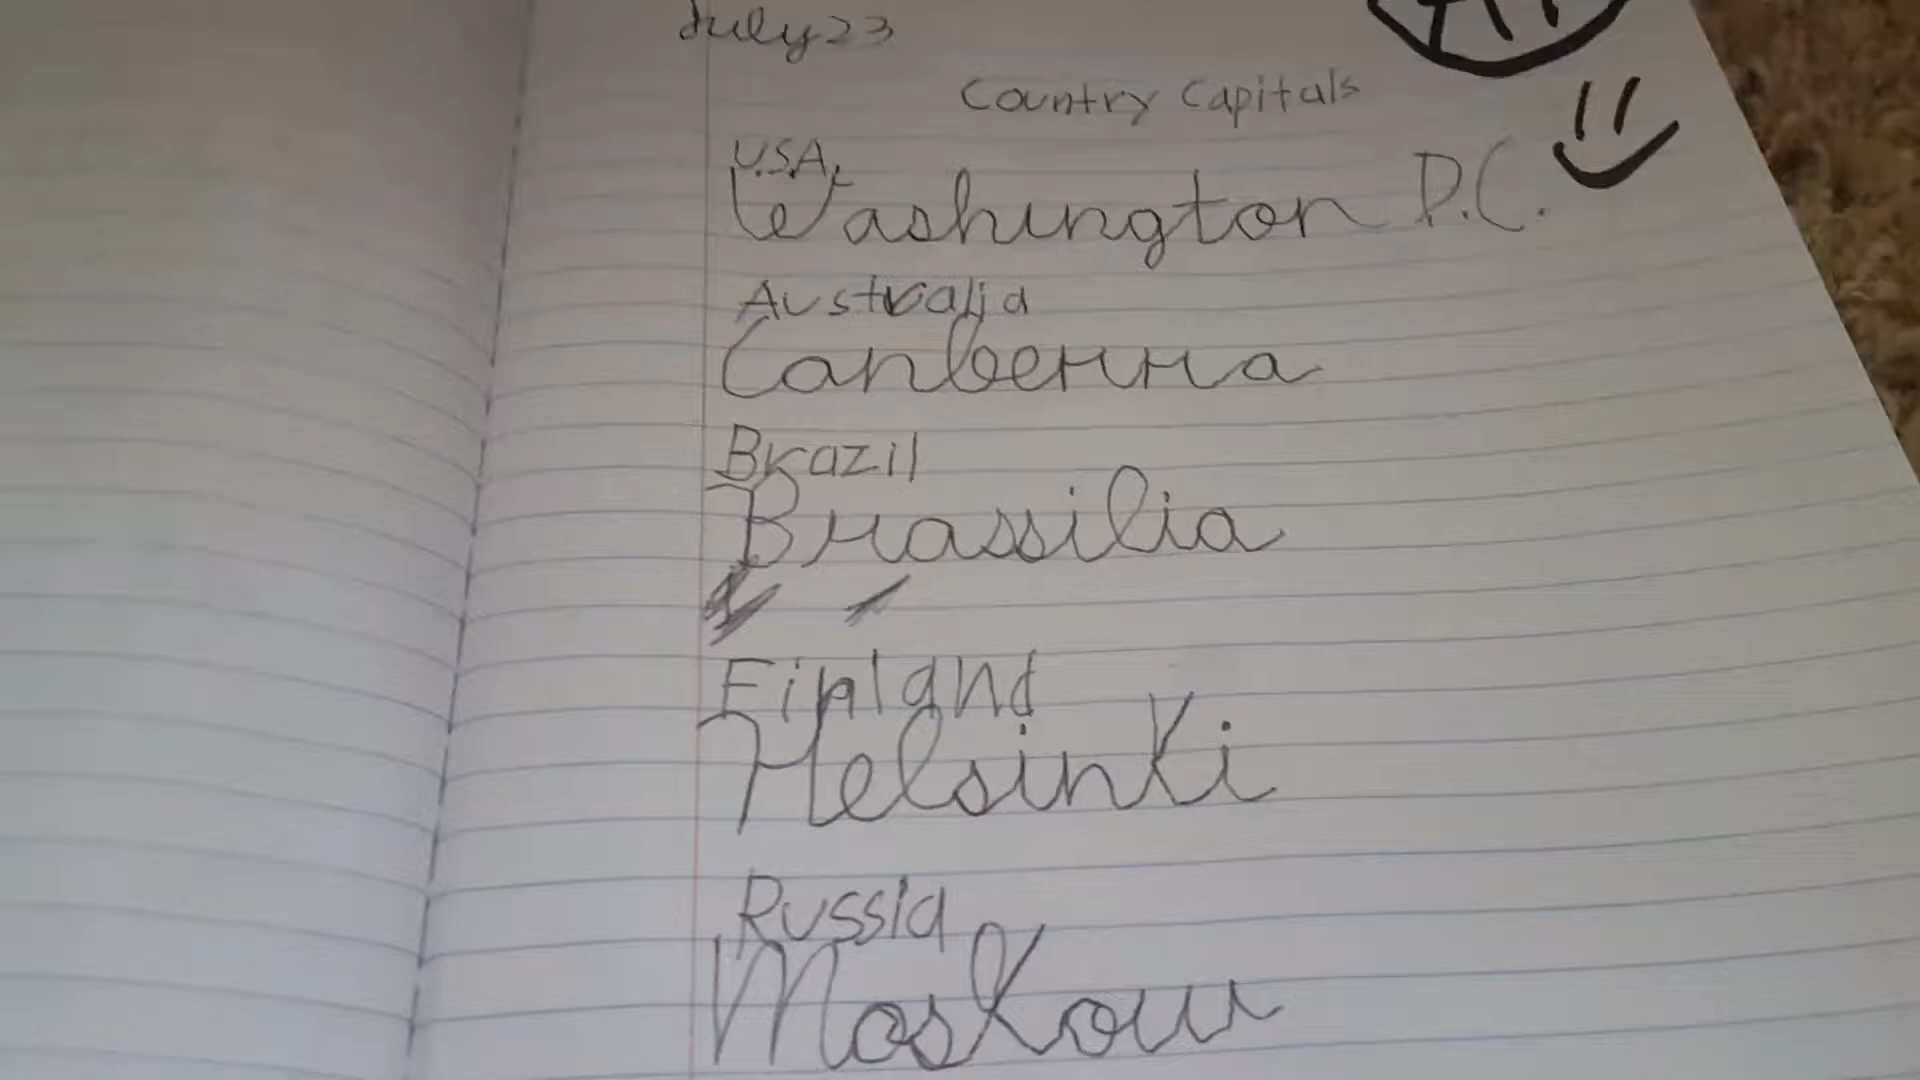 July 23
Country Capitals
U.S.A.
Washington D.C.
Australia
Canberra
Brazil
Brassilia
Finland
Helsinki
Russia
Moskow